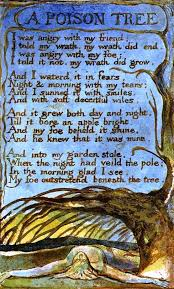 A POISON TREE
I was angry with my friend
I told my wrath, my wrath did end.
I was angry with my foe:
I told it not, my wrath did grow.
And I waterd it in fears,
Night & morning with my tears:
And I sunned it with smiles,
And with soft deceitful wiles.
And it grew both day and night,
Till it bore an apple bright.
And my foe beheld it shine,
And he knew that it was mine.
And into my garden stole,
When the night had veild the pole;
In the morning glad I see,
My foe outstretchd beneath the tree